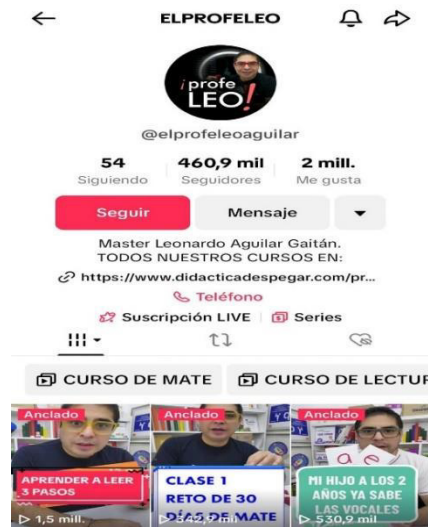 ELPROFELEO
¡profe
LEO!
@elprofeleoaguilar
54 460,9 mil 2 mill.
Siguiendo Seguidores Me gusta
Seguir Mensaje
Master Leonardo Aguilar Gaitán.
TODOS NUESTROS CURSOS EN:
https://www.didacticadespegar.com/pr...
Teléfono
Suscripción LIVE Series
CURSO DE MATE CURSO DE LECTUR
Anclado Anclado Anclado
APRENDER A LEER
3 PASOS
1,5 mill.
CLASE 1
RETO DE 30
DÍAS DE MATE
342,9 mil
a e
MI HIJO A LOS 2
AÑOS YA SABE
LAS VOCALES
530,9 mil